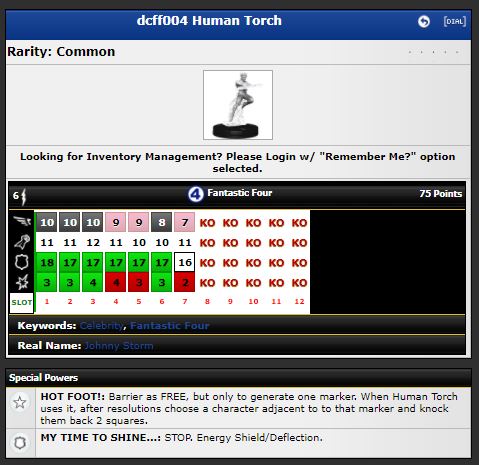 dcff004 Human Torch
[DIAL]
Rarity: Common
Looking for Inventory Management? Please Login w/ "Remember Me?" option
selected.
6 4 Fantastic Four 75 Points
10 10 10 9 9 8 7 KO KO KO KO KO
11 11 12 11 10 10 11 KO KO KO KO KO
18 17 17 17 17 17 16 KO KO KO KO KO
3 3 4 4 3 3 2 KO KO KO KO KO
SLOT 1 2 3 4 5 6 7 8 9 10 11 12
Keywords: Celebrity, Fantastic Four
Real Name: Johnny Storm
Special Powers
HOT FOOT!: Barrier as FREE, but only to generate one marker. When Human Torch
uses it, after resolutions choose a character adjacent to to that marker and knock
them back 2 squares.
MY TIME TO SHINE...: STOP. Energy Shield/Deflection.